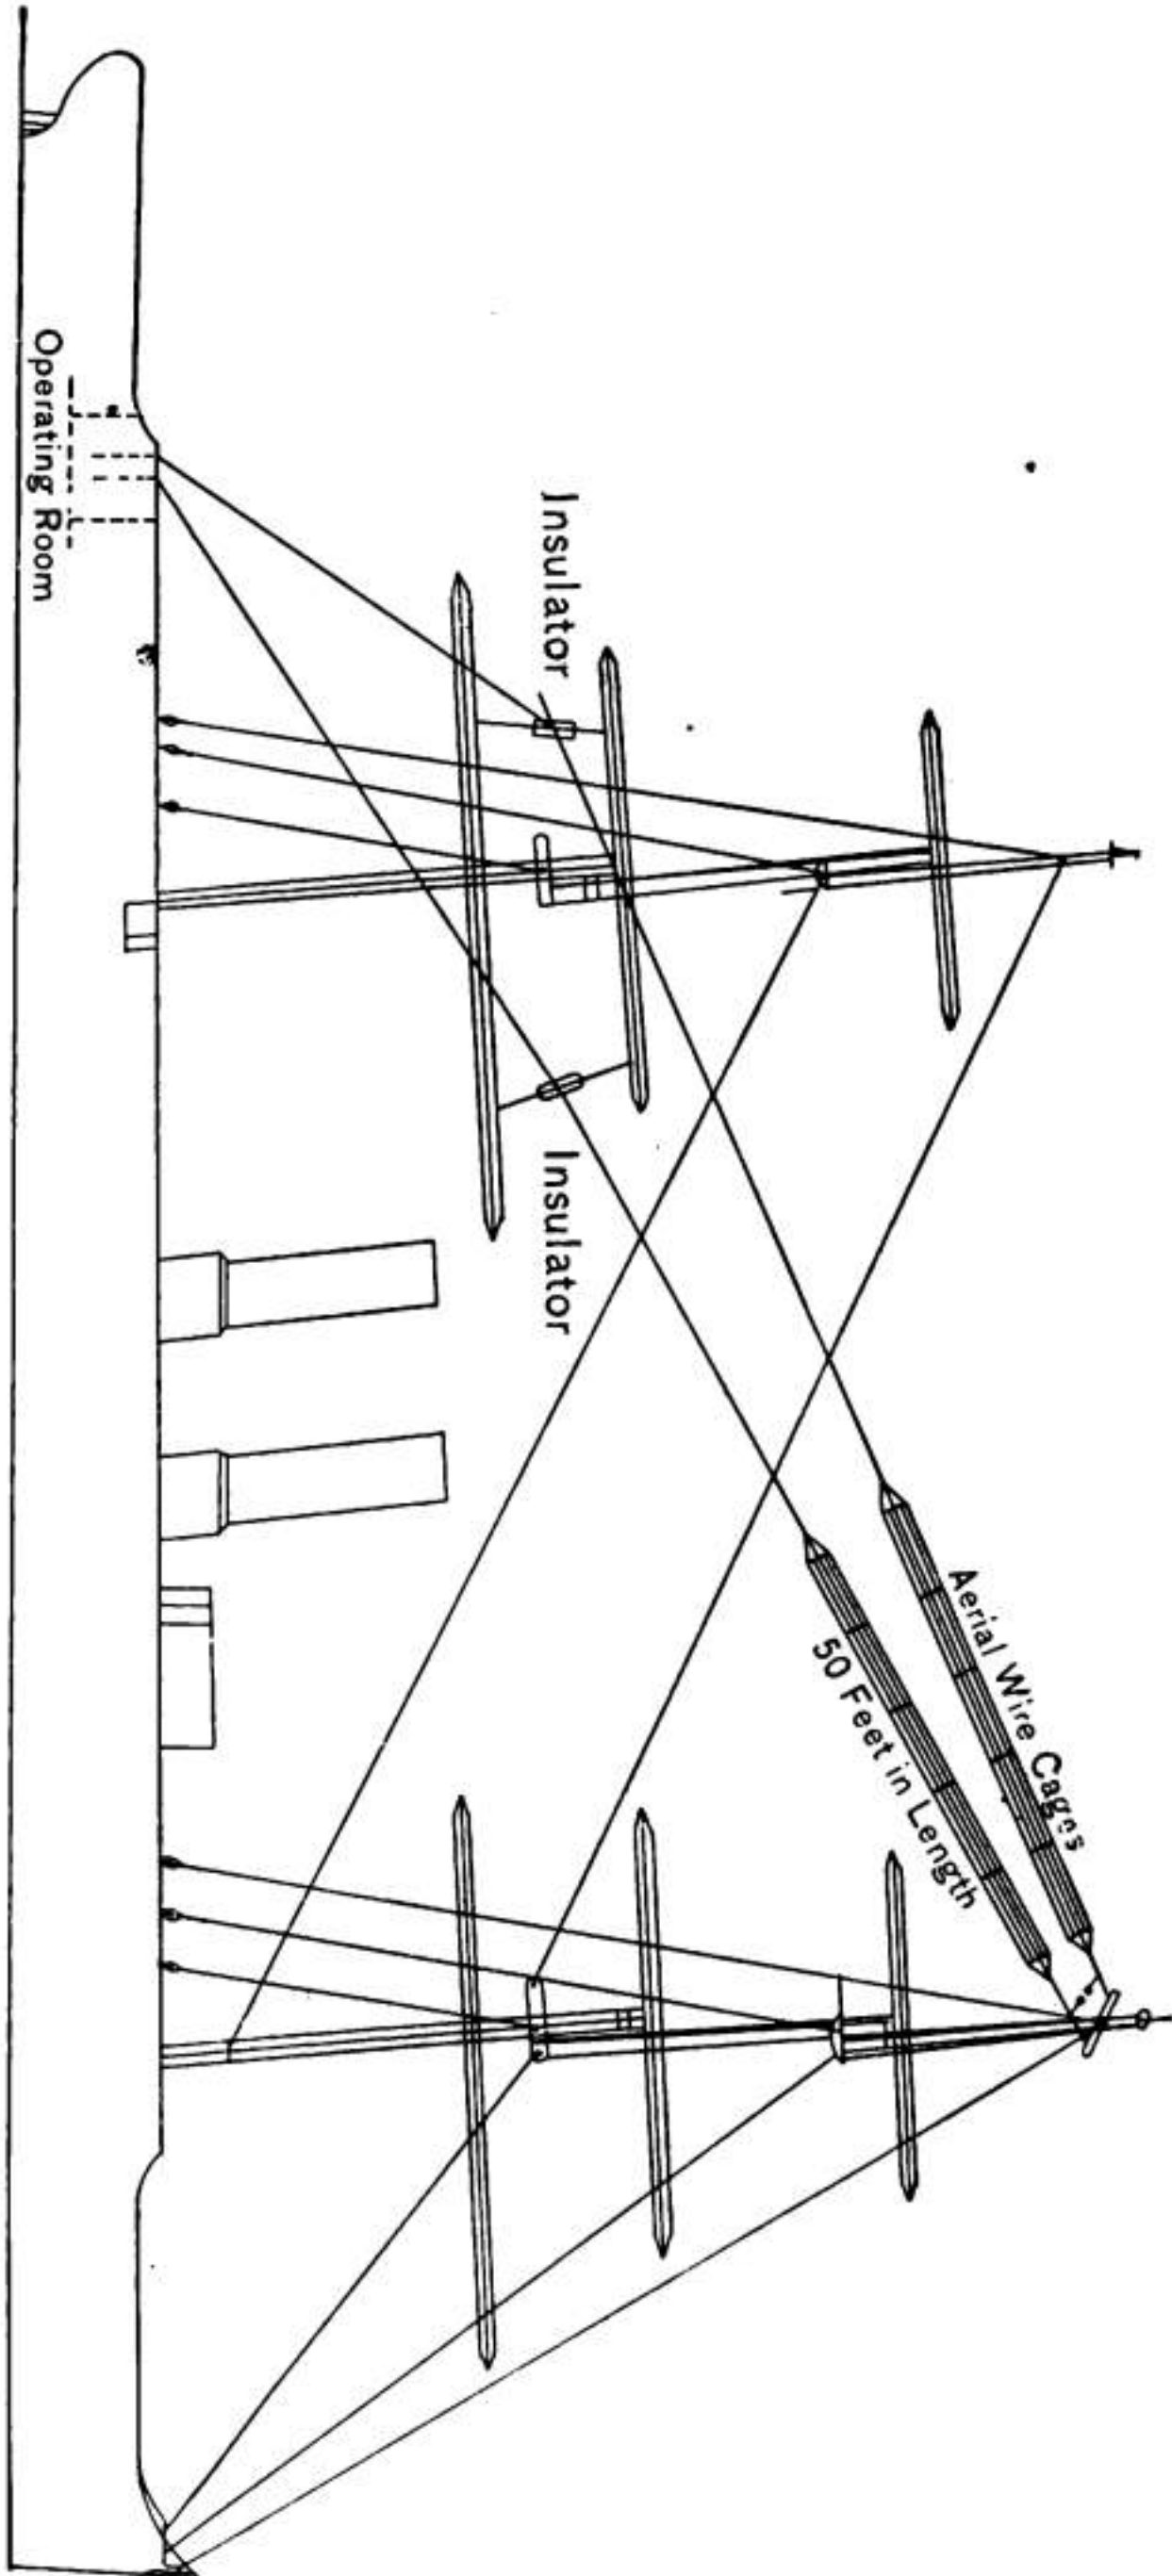 Aerial Wire Cages
50 Feet in Length
Insulator
Insulator
Operating Room